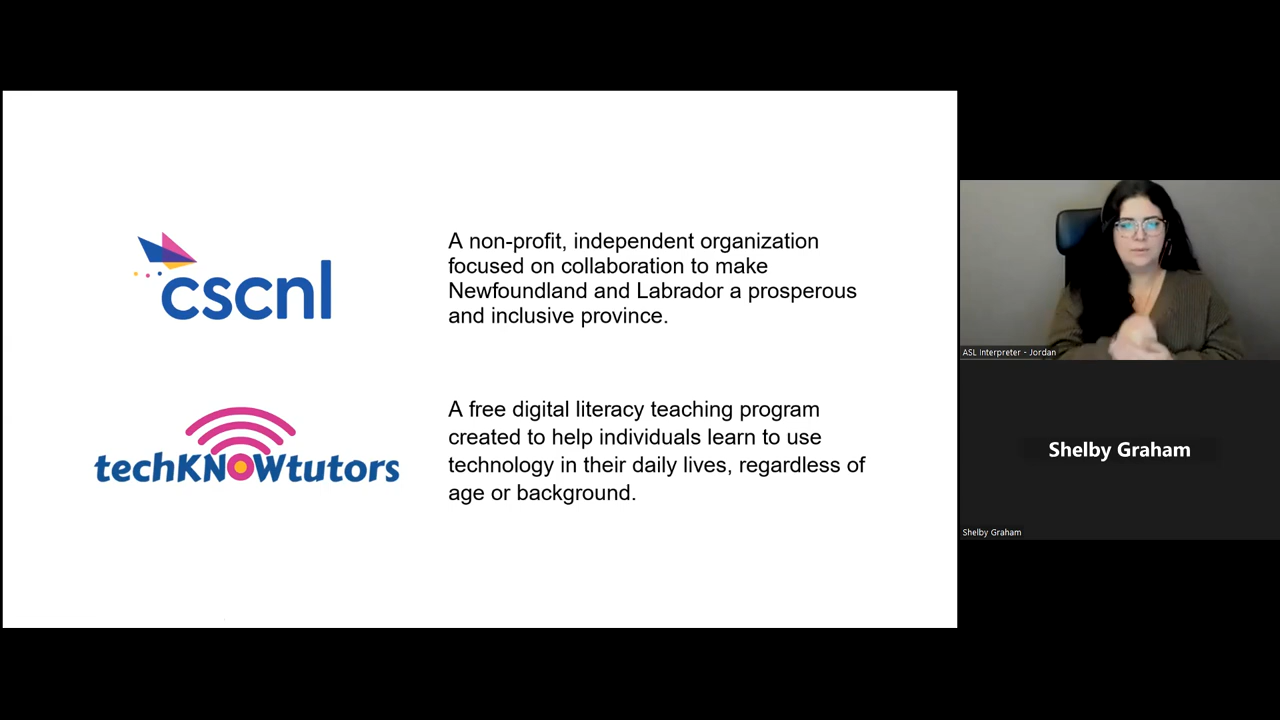 cscnl
A non-profit, independent organization
focused on collaboration to make
Newfoundland and Labrador a prosperous
and inclusive province.
techKNOWtutors
A free digital literacy teaching program
created to help individuals learn to use
technology in their daily lives, regardless of
age or background.
ASL Interpreter - Jordan
Shelby Graham
Shelby Graham